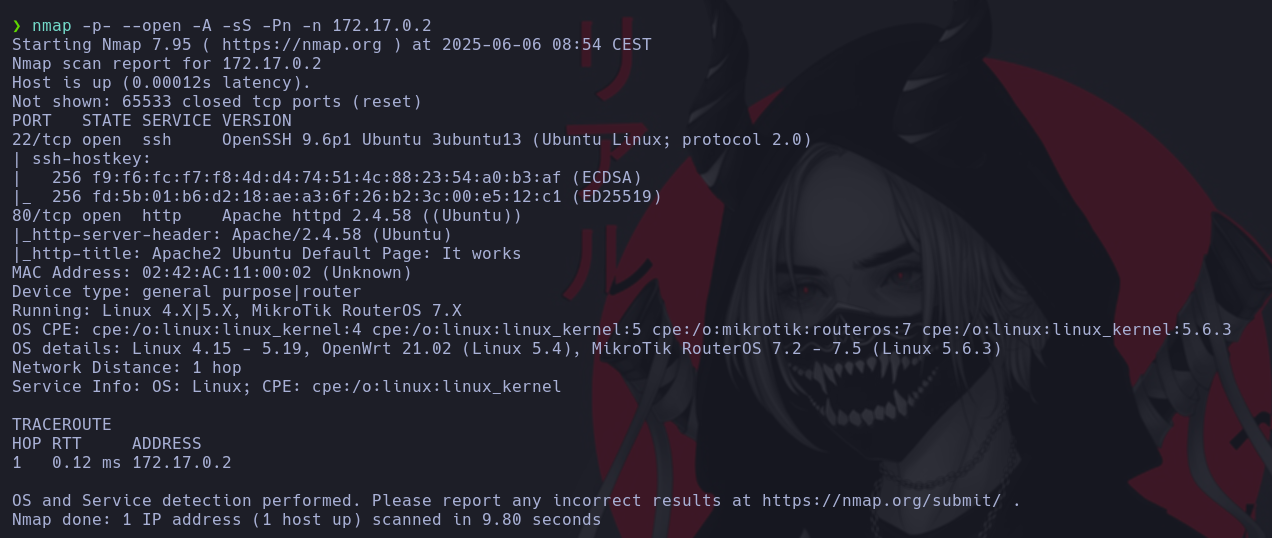 ❯ nmap -p- --open -A -sS -Pn -n 172.17.0.2
Starting Nmap 7.95 ( https://nmap.org ) at 2025-06-06 08:54 CEST
Nmap scan report for 172.17.0.2
Host is up (0.00012s latency).
Not shown: 65533 closed tcp ports (reset)
PORT   STATE SERVICE VERSION
22/tcp open  ssh     OpenSSH 9.6p1 Ubuntu 3ubuntu13 (Ubuntu Linux; protocol 2.0)
| ssh-hostkey:
|   256 f9:f6:fc:f7:f8:4d:d4:74:51:4c:88:23:54:a0:b3:af (ECDSA)
|_  256 fd:5b:01:b6:d2:18:ae:a3:6f:26:b2:3c:00:e5:12:c1 (ED25519)
80/tcp open  http    Apache httpd 2.4.58 ((Ubuntu))
|_http-server-header: Apache/2.4.58 (Ubuntu)
|_http-title: Apache2 Ubuntu Default Page: It works
MAC Address: 02:42:AC:11:00:02 (Unknown)
Device type: general purpose|router
Running: Linux 4.X|5.X, MikroTik RouterOS 7.X
OS CPE: cpe:/o:linux:linux_kernel:4 cpe:/o:linux:linux_kernel:5 cpe:/o:mikrotik:routeros:7 cpe:/o:linux:linux_kernel:5.6.3
OS details: Linux 4.15 - 5.19, OpenWrt 21.02 (Linux 5.4), MikroTik RouterOS 7.2 - 7.5 (Linux 5.6.3)
Network Distance: 1 hop
Service Info: OS: Linux; CPE: cpe:/o:linux:linux_kernel

TRACEROUTE
HOP RTT     ADDRESS
1   0.12 ms 172.17.0.2

OS and Service detection performed. Please report any incorrect results at https://nmap.org/submit/ .
Nmap done: 1 IP address (1 host up) scanned in 9.80 seconds
リアル